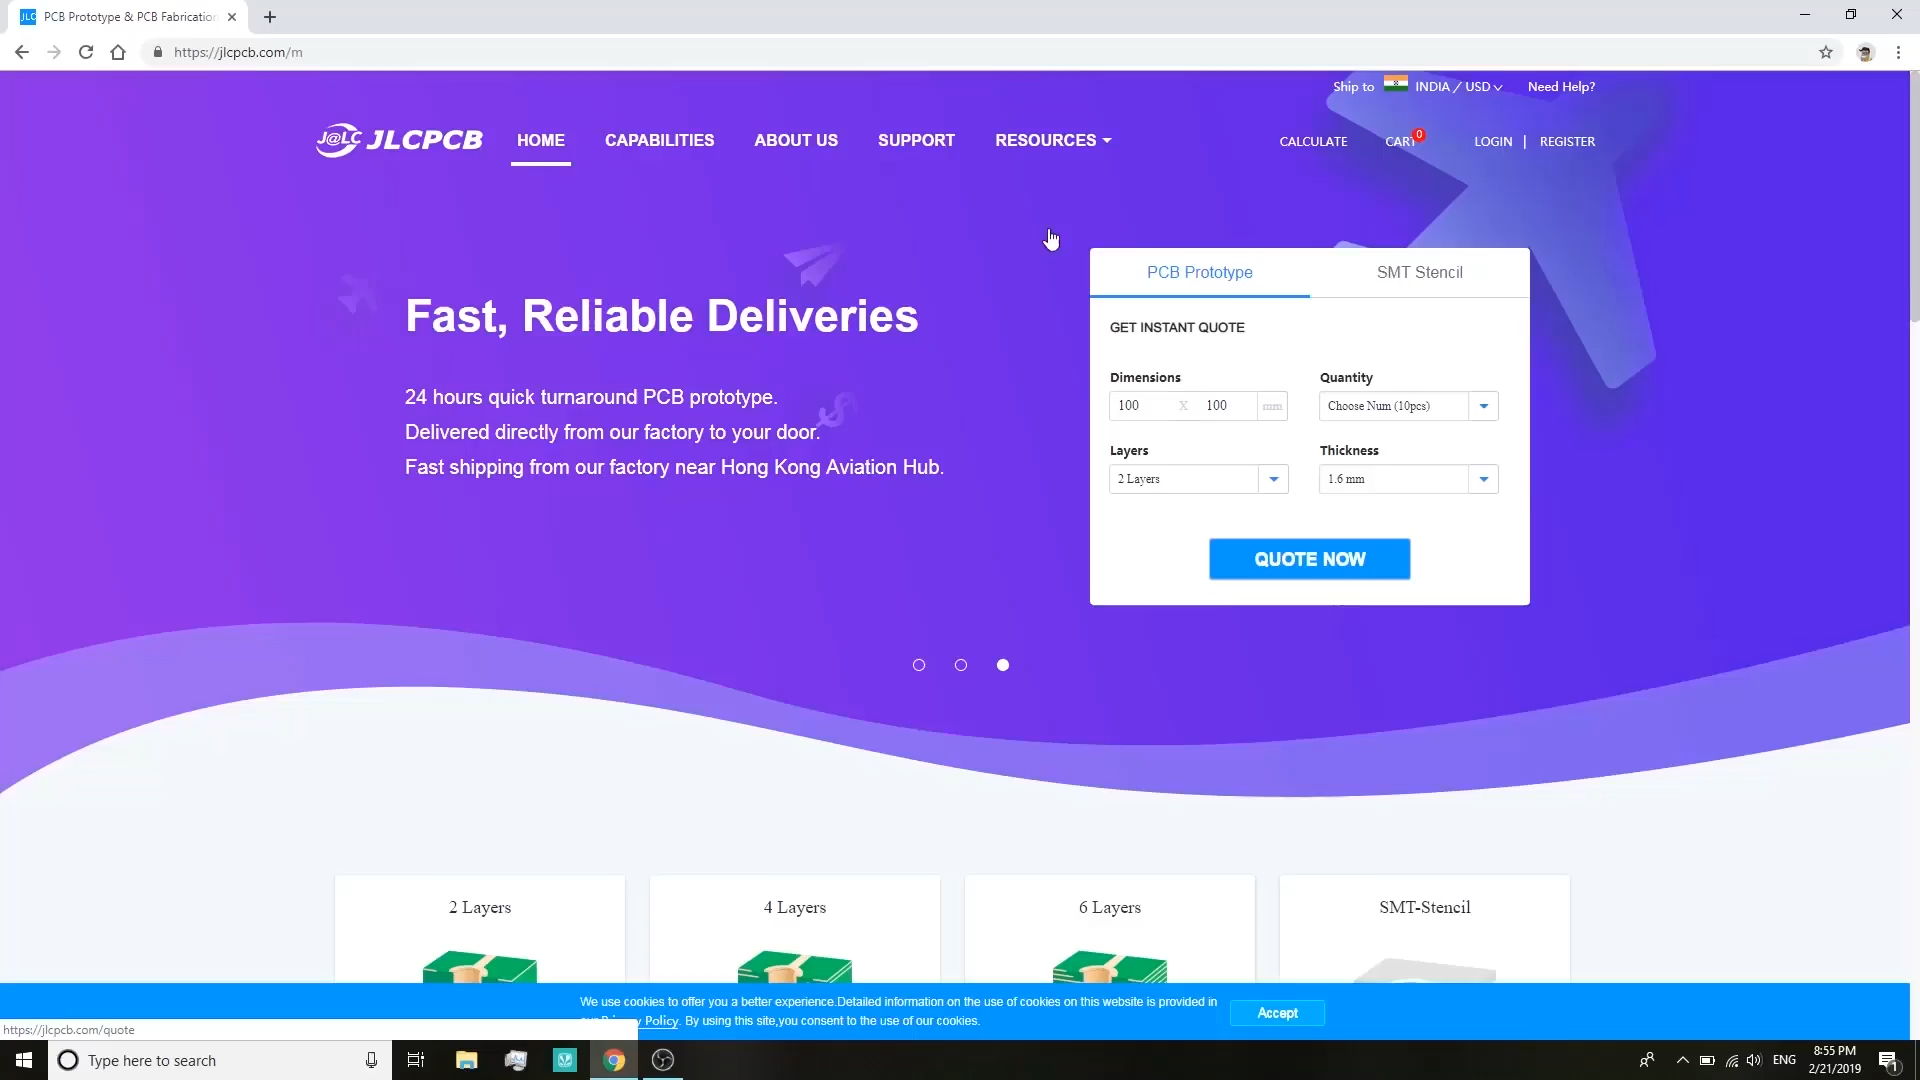 JLC PCB Prototype & PCB Fabrication
https://jlcpcb.com/m
Ship to INDIA / USD Need Help?
J@LC JLCPCB HOME CAPABILITIES ABOUT US SUPPORT RESOURCES CALCULATE CART 0 LOGIN | REGISTER
Fast, Reliable Deliveries
24 hours quick turnaround PCB prototype.
Delivered directly from our factory to your door.
Fast shipping from our factory near Hong Kong Aviation Hub.
PCB Prototype SMT Stencil
GET INSTANT QUOTE
Dimensions Quantity
100 X 100 mm Choose Num (10pcs)
Layers Thickness
2 Layers 1.6 mm
QUOTE NOW
2 Layers 4 Layers 6 Layers SMT-Stencil
We use cookies to offer you a better experience.Detailed information on the use of cookies on this website is provided in
Policy. By using this site,you consent to the use of our cookies.
Accept
https://jlcpcb.com/quote
Type here to search
ENG 8:55 PM
2/21/2019 1